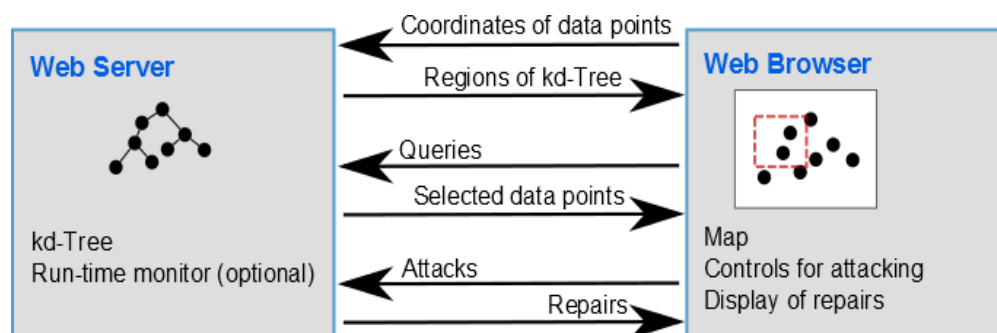 Web Server
kd-Tree
Run-time monitor (optional)
Coordinates of data points
Regions of kd-Tree
Queries
Selected data points
Attacks
Repairs
Web Browser
Map
Controls for attacking
Display of repairs